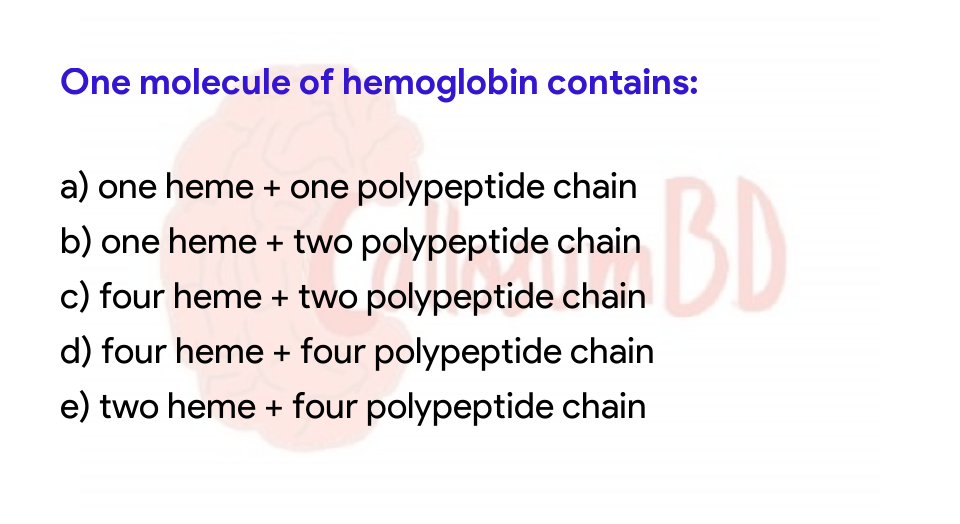 One molecule of hemoglobin contains:
a) one heme + one polypeptide chain
b) one heme + two polypeptide chain
c) four heme + two polypeptide chain
d) four heme + four polypeptide chain
e) two heme + four polypeptide chain
CallosumBD